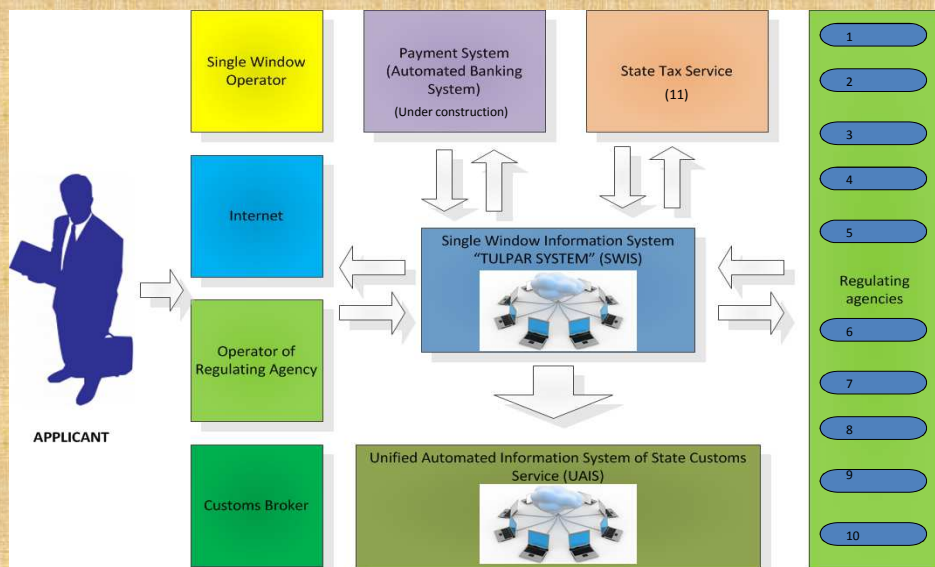 Single Window
Operator
Payment System
(Automated Banking
System)
(Under construction)
State Tax Service
(11)
Internet
Single Window Information System
“TULPAR SYSTEM” (SWIS)
Operator of
Regulating Agency
APPLICANT
Customs Broker
Unified Automated Information System of State Customs
Service (UAIS)
1
2
3
4
5
Regulating
agencies
6
7
8
9
10